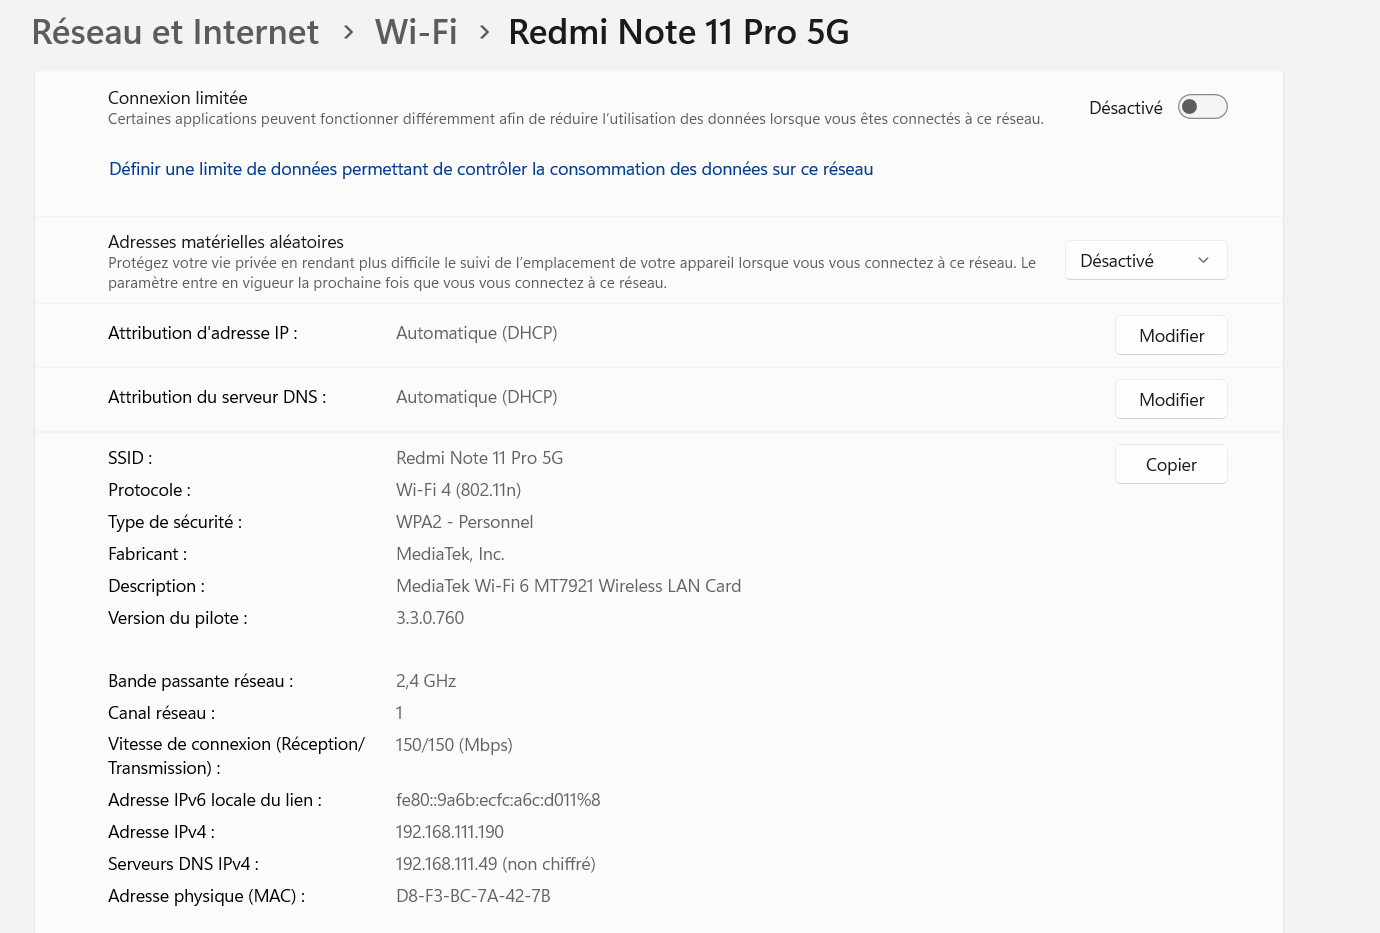 Réseau et Internet > Wi-Fi > Redmi Note 11 Pro 5G
Connexion limitée
Certaines applications peuvent fonctionner différemment afin de réduire l’utilisation des données lorsque vous êtes connectés à ce réseau.
Désactivé
Définir une limite de données permettant de contrôler la consommation des données sur ce réseau
Adresses matérielles aléatoires
Protégez votre vie privée en rendant plus difficile le suivi de l’emplacement de votre appareil lorsque vous vous connectez à ce réseau. Le
paramètre entre en vigueur la prochaine fois que vous vous connectez à ce réseau.
Désactivé
Attribution d'adresse IP : Automatique (DHCP) Modifier
Attribution du serveur DNS : Automatique (DHCP) Modifier
SSID : Redmi Note 11 Pro 5G Copier
Protocole : Wi-Fi 4 (802.11n)
Type de sécurité : WPA2 - Personnel
Fabricant : MediaTek, Inc.
Description : MediaTek Wi-Fi 6 MT7921 Wireless LAN Card
Version du pilote : 3.3.0.760
Bande passante réseau : 2,4 GHz
Canal réseau : 1
Vitesse de connexion (Réception/ 150/150 (Mbps)
Transmission) :
Adresse IPv6 locale du lien : fe80::9a6b:ecfc:a6c:d011%8
Adresse IPv4 : 192.168.111.190
Serveurs DNS IPv4 : 192.168.111.49 (non chiffré)
Adresse physique (MAC) : D8-F3-BC-7A-42-7B